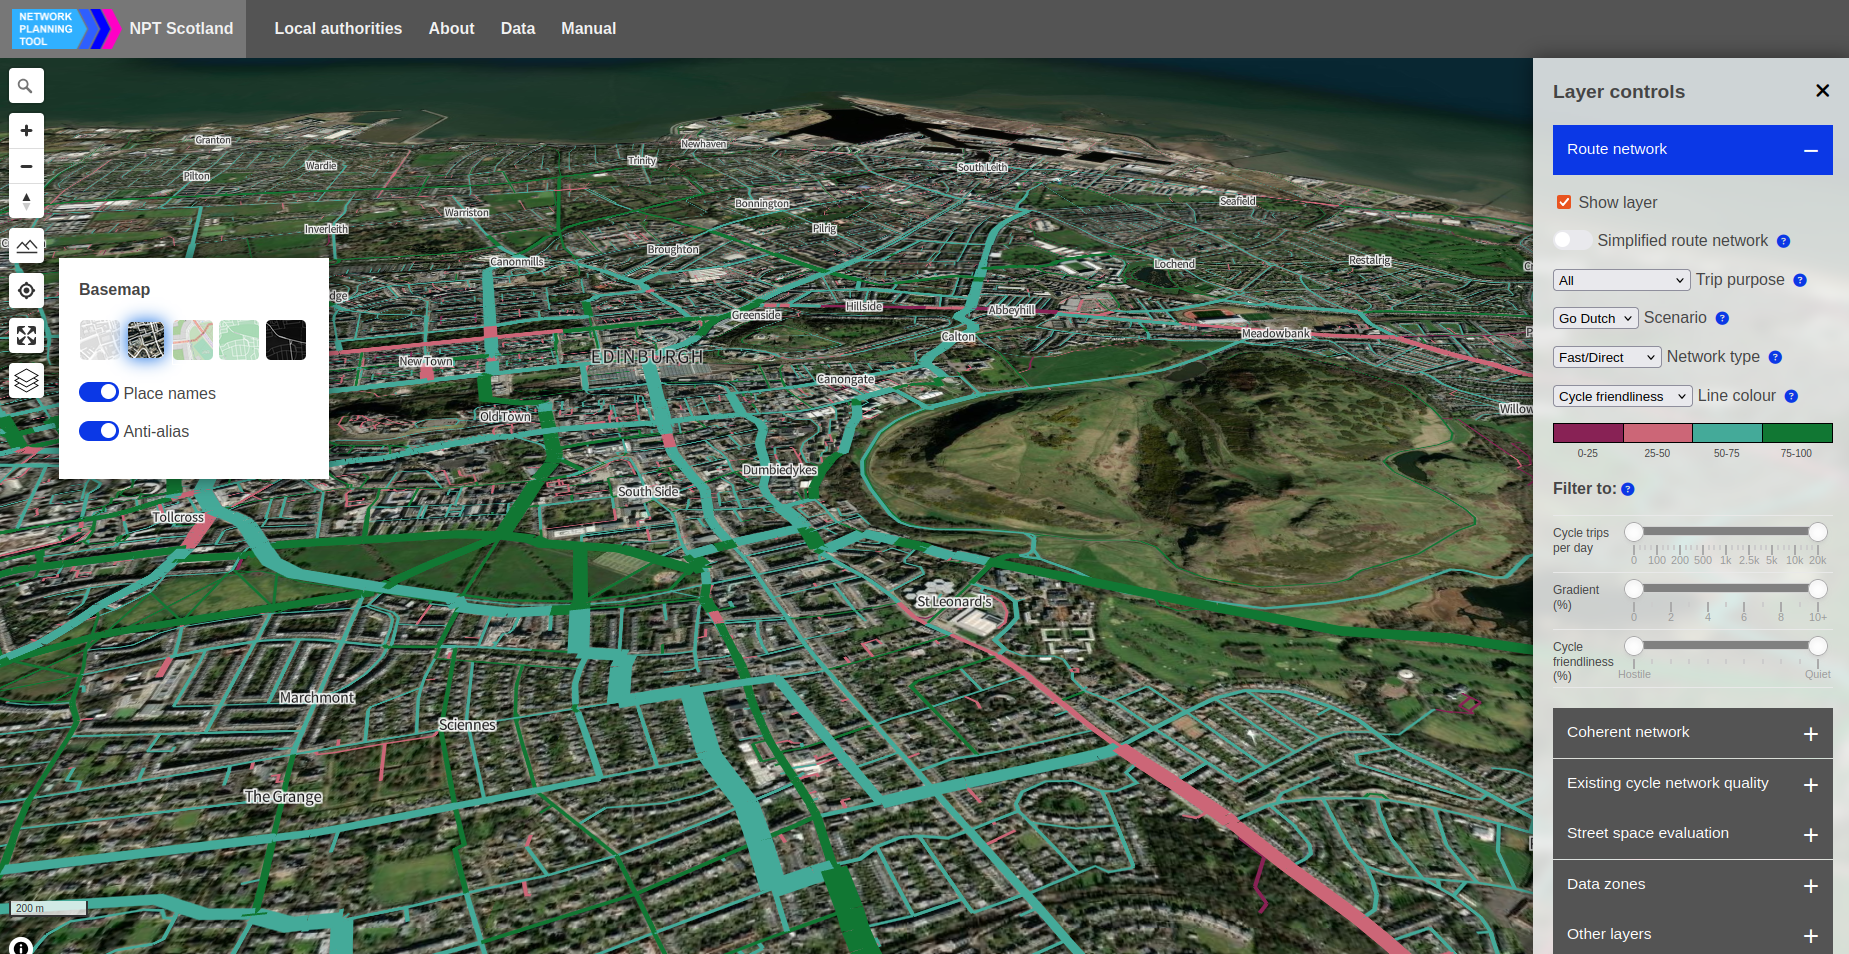 NETWORK
PLANNING
TOOL
NPT Scotland
Local authorities
About
Data
Manual
Granton
Wardie
Pilton
Newhaven
Trinity
South Leith
Warriston
Bonnington
Seafield
Inverleith
Pilrig
Broughton
Canonmills
Lochend
Restalrig
Hillside
Greenside
Abbeyhill
Calton
Meadowbank
New Town
EDINBURGH
Canongate
Old Town
Dumbiedykes
South Side
Tollcross
St Leonard's
Marchmont
Sciennes
The Grange
200 m
Basemap
Place names
Anti-alias
Layer controls
Route network
Show layer
Simplified route network ?
All Trip purpose ?
Go Dutch Scenario ?
Fast/Direct Network type ?
Cycle friendliness Line colour ?
0-25 25-50 50-75 75-100
Filter to: ?
Cycle trips
per day
0 100 200 500 1k 2.5k 5k 10k 20k
Gradient
(%)
0 2 4 6 8 10+
Cycle
friendliness
(%)
Hostile Quiet
Coherent network
Existing cycle network quality
Street space evaluation
Data zones
Other layers